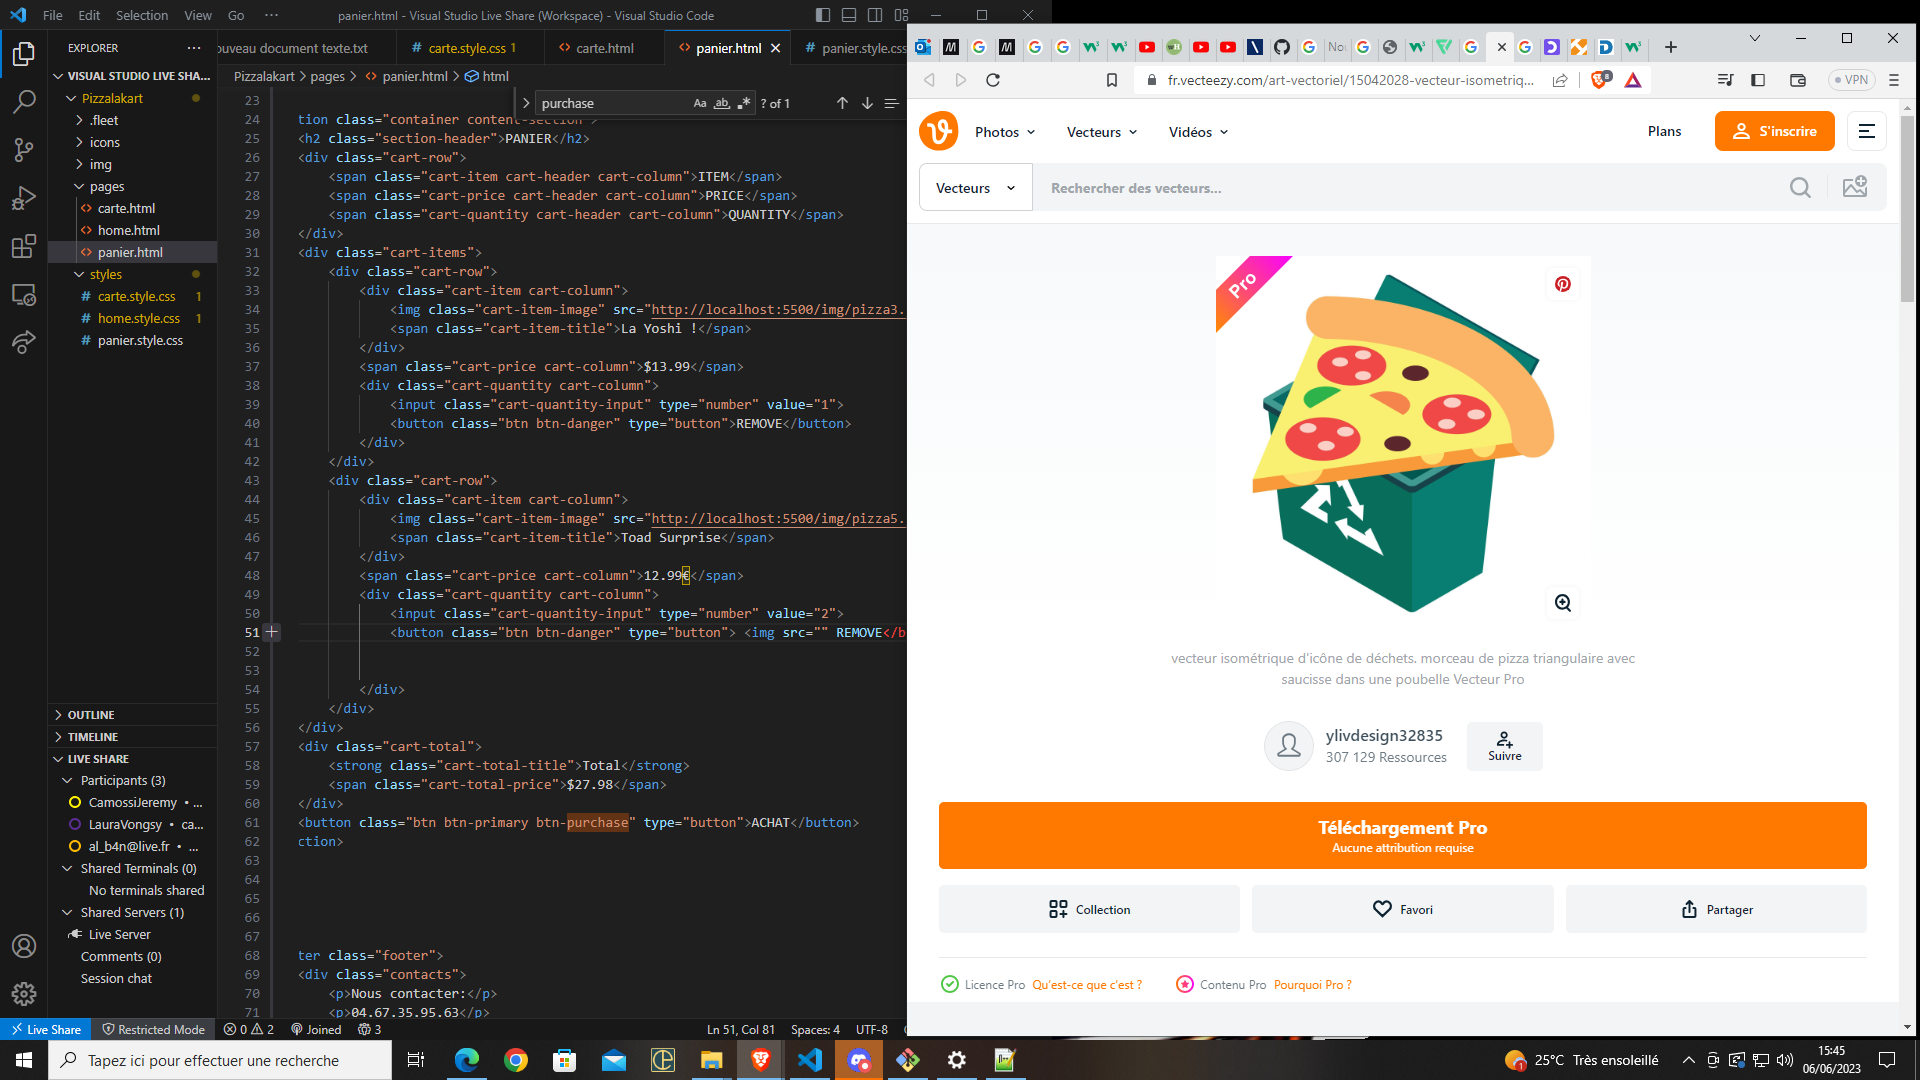 File Edit Selection View Go ··· panier.html - Visual Studio Live Share (Workspace) - Visual Studio Code
EXPLORER ···
VISUAL STUDIO LIVE SHA...
Pizzalakart
.fleet
icons
img
pages
carte.html
home.html
panier.html
styles
carte.style.css 1
home.style.css 1
panier.style.css
OUTLINE
TIMELINE
LIVE SHARE
Participants (3)
CamossiJeremy • ...
LauraVongsy • ca...
al_b4n@live.fr • ...
Shared Terminals (0)
No terminals shared
Shared Servers (1)
Live Server
Comments (0)
Session chat
ouveau document texte.txt carte.style.css 1 carte.html panier.html panier.style.css
Pizzalakart > pages > panier.html > html
purchase Aa ab ? of 1
23
24 tion class="container content-section">
25 <h2 class="section-header">PANIER</h2>
26 <div class="cart-row">
27 <span class="cart-item cart-header cart-column">ITEM</span>
28 <span class="cart-price cart-header cart-column">PRICE</span>
29 <span class="cart-quantity cart-header cart-column">QUANTITY</span>
30 </div>
31 <div class="cart-items">
32 <div class="cart-row">
33 <div class="cart-item cart-column">
34 <img class="cart-item-image" src="http://localhost:5500/img/pizza3.
35 <span class="cart-item-title">La Yoshi !</span>
36 </div>
37 <span class="cart-price cart-column">$13.99</span>
38 <div class="cart-quantity cart-column">
39 <input class="cart-quantity-input" type="number" value="1">
40 <button class="btn btn-danger" type="button">REMOVE</button>
41 </div>
42 </div>
43 <div class="cart-row">
44 <div class="cart-item cart-column">
45 <img class="cart-item-image" src="http://localhost:5500/img/pizza5.
46 <span class="cart-item-title">Toad Surprise</span>
47 </div>
48 <span class="cart-price cart-column">12.99€</span>
49 <div class="cart-quantity cart-column">
50 <input class="cart-quantity-input" type="number" value="2">
51 <button class="btn btn-danger" type="button"> <img src="" REMOVE</b
52
53
54 </div>
55 </div>
56 </div>
57 <div class="cart-total">
58 <strong class="cart-total-title">Total</strong>
59 <span class="cart-total-price">$27.98</span>
60 </div>
61 <button class="btn btn-primary btn-purchase" type="button">ACHAT</button>
62 ction>
63
64
65
66
67
68 ter class="footer">
69 <div class="contacts">
70 <p>Nous contacter:</p>
71 <p>04.67.35.95.63</p>
Live Share Restricted Mode 0 2 Joined 3 Ln 51, Col 81 Spaces: 4 UTF-8
fr.vecteezy.com/art-vectoriel/15042028-vecteur-isometriq... 8 VPN
Photos Vecteurs Vidéos Plans S'inscrire
Vecteurs Rechercher des vecteurs...
Pro
vecteur isométrique d'icône de déchets. morceau de pizza triangulaire avec
saucisse dans une poubelle Vecteur Pro
ylivdesign32835
307 129 Ressources
Suivre
Téléchargement Pro
Aucune attribution requise
Collection Favori Partager
Licence Pro Qu'est-ce que c'est ? Contenu Pro Pourquoi Pro ?
Tapez ici pour effectuer une recherche
25°C Très ensoleillé
15:45
06/06/2023